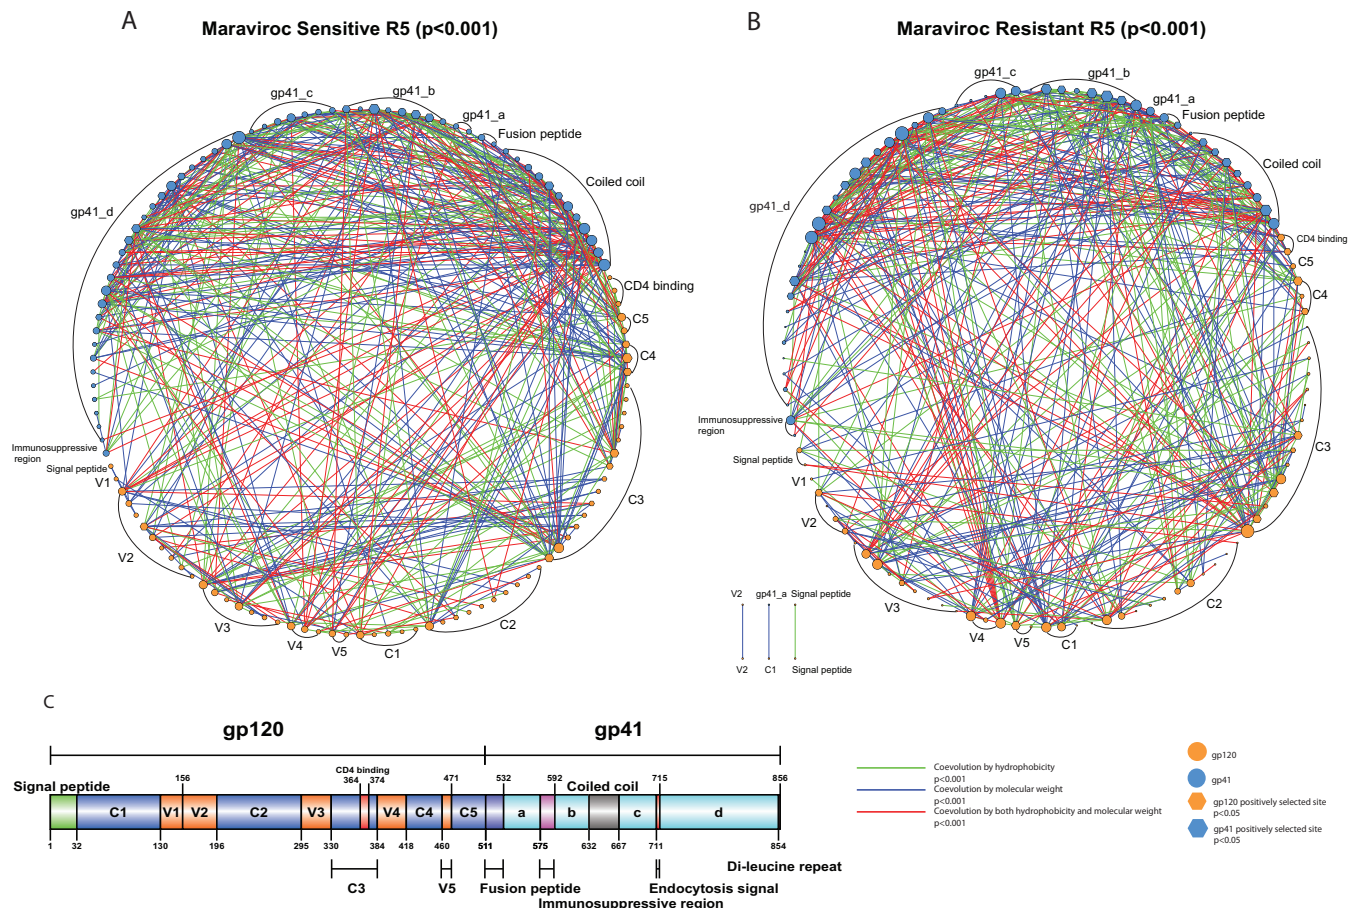 A
Maraviroc Sensitive R5 (p<0.001)
gp41_c
gp41_b
gp41_a
Fusion peptide
Coiled coil
gp41_d
CD4 binding
C5
C4
Immunosuppressive
region
Signal peptide
V1
C3
V2
V3
V4
V5
C1
C2
B
Maraviroc Resistant R5 (p<0.001)
gp41_c
gp41_b
gp41_a
Fusion peptide
Coiled coil
gp41_d
CD4 binding
C5
C4
Immunosuppressive
region
C3
Signal peptide
V1
V2
V3
V4
V5
C1
C2
V2 gp41_a Signal peptide
V2 C1 Signal peptide
C
gp120 gp41
Signal peptide
156 CD4 binding 364 374 471 532 592 Coiled coil 715 856
C1 V1 V2 C2 V3 V4 C4 C5 a b c d
1 32 130 196 295 330 384 418 460 511 575 632 667 711 854
Di-leucine repeat
C3 V5 Fusion peptide Endocytosis signal
Immunosuppressive region
Coevolution by hydrophobicity
p<0.001
Coevolution by molecular weight
p<0.001
Coevolution by both hydrophobicity and molecular weight
p<0.001
gp120
gp41
gp120 positively selected site
p<0.05
gp41 positively selected site
p<0.05